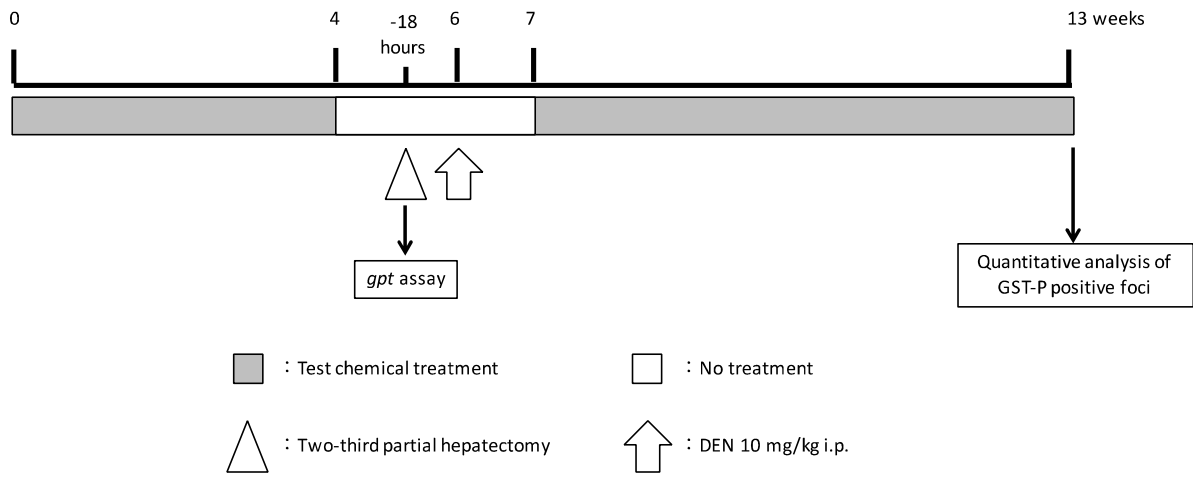 0
4
-18
hours
6
7
13 weeks
gpt assay
Quantitative analysis of
GST-P positive foci
: Test chemical treatment
: No treatment
: Two-third partial hepatectomy
: DEN 10 mg/kg i.p.